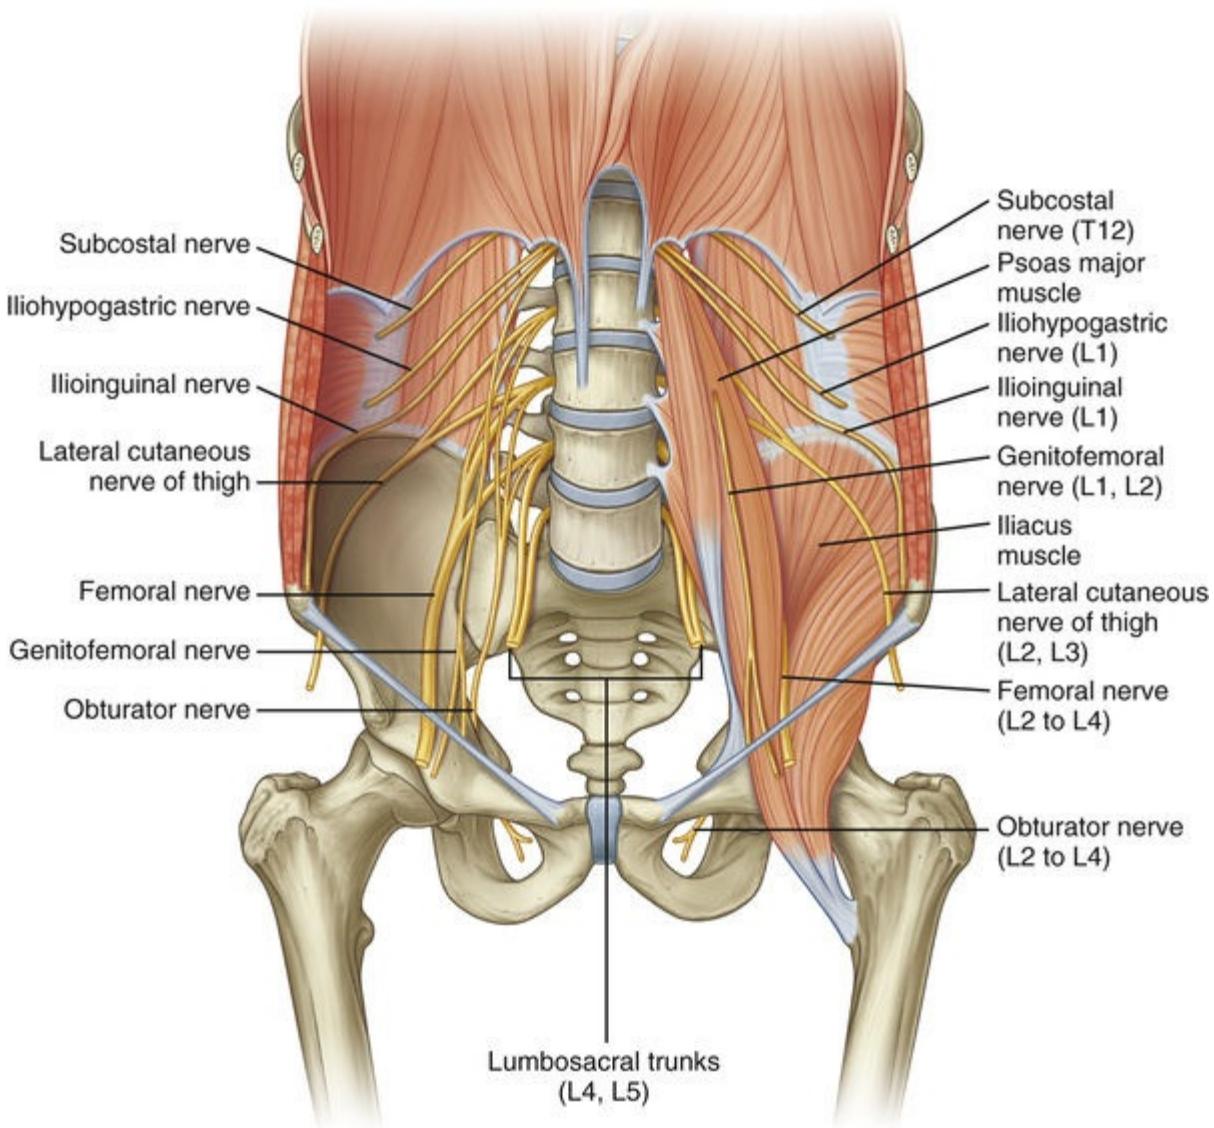 Subcostal nerve
Iliohypogastric nerve
Ilioinguinal nerve
Lateral cutaneous
nerve of thigh
Femoral nerve
Genitofemoral nerve
Obturator nerve
Subcostal
nerve (T12)
Psoas major
muscle
Iliohypogastric
nerve (L1)
Ilioinguinal
nerve (L1)
Genitofemoral
nerve (L1, L2)
Iliacus
muscle
Lateral cutaneous
nerve of thigh
(L2, L3)
Femoral nerve
(L2 to L4)
Obturator nerve
(L2 to L4)
Lumbosacral trunks
(L4, L5)